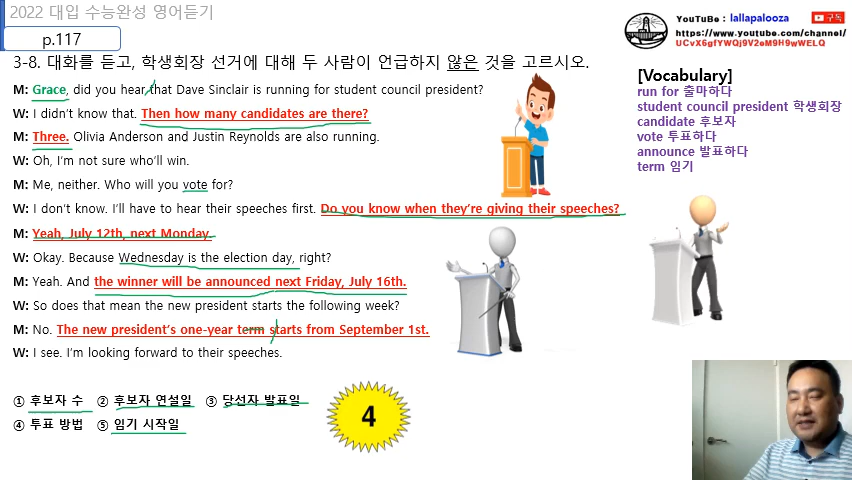 2022 대입 수능완성 영어듣기
p.117
YouTuBe : lallapalooza
구독
https://www.youtube.com/channel/
UCvX6gfYWQj9V2eM9H9wWELQ
3-8. 대화를 듣고, 학생회장 선거에 대해 두 사람이 언급하지 않은 것을 고르시오.
M: Grace, did you hear that Dave Sinclair is running for student council president?
W: I didn't know that. Then how many candidates are there?
M: Three. Olivia Anderson and Justin Reynolds are also running.
W: Oh, I'm not sure who'll win.
M: Me, neither. Who will you vote for?
W: I don't know. I'll have to hear their speeches first. Do you know when they're giving their speeches?
M: Yeah, July 12th, next Monday.
W: Okay. Because Wednesday is the election day, right?
M: Yeah. And the winner will be announced next Friday, July 16th.
W: So does that mean the new president starts the following week?
M: No. The new president's one-year term starts from September 1st.
W: I see. I'm looking forward to their speeches.
① 후보자 수 ② 후보자 연설일 ③ 당선자 발표일
④ 투표 방법 ⑤ 임기 시작일
4
[Vocabulary]
run for 출마하다
student council president 학생회장
candidate 후보자
vote 투표하다
announce 발표하다
term 임기